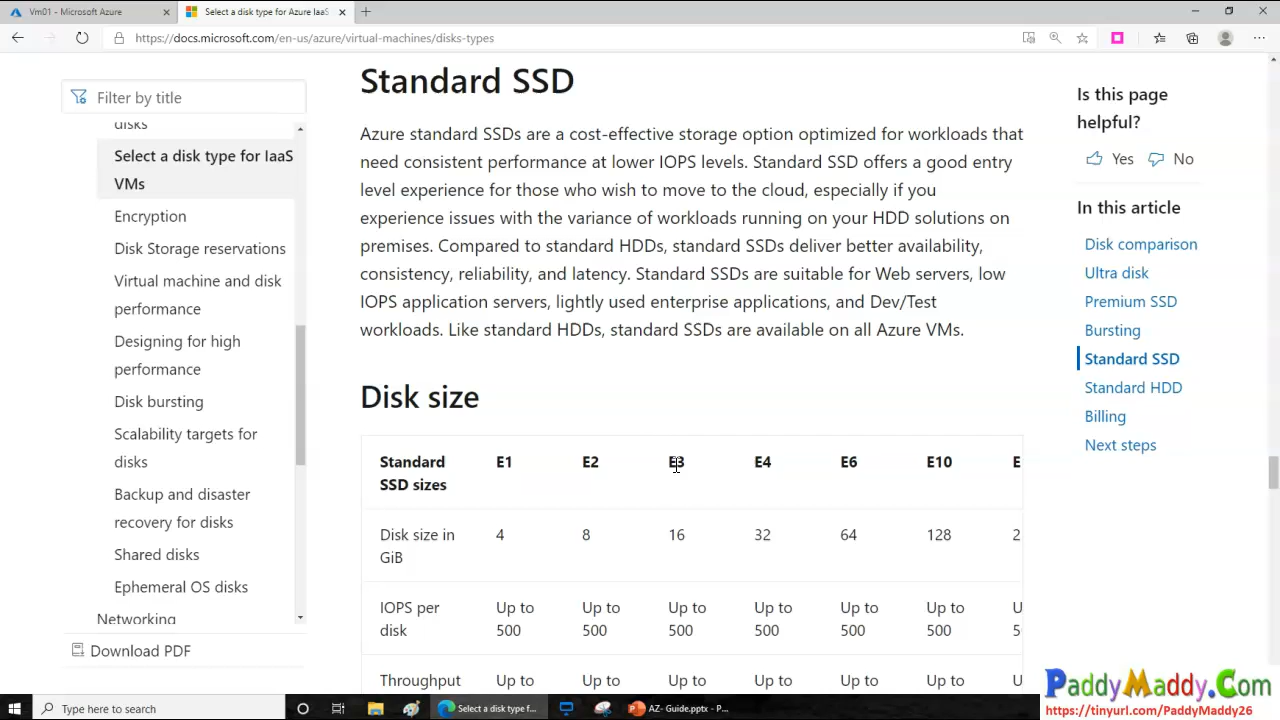 Vm01 - Microsoft Azure
Select a disk type for Azure IaaS
https://docs.microsoft.com/en-us/azure/virtual-machines/disks-types
Filter by title
disks
Select a disk type for IaaS
VMs
Encryption
Disk Storage reservations
Virtual machine and disk
performance
Designing for high
performance
Disk bursting
Scalability targets for
disks
Backup and disaster
recovery for disks
Shared disks
Ephemeral OS disks
Networking
Download PDF
Standard SSD
Azure standard SSDs are a cost-effective storage option optimized for workloads that
need consistent performance at lower IOPS levels. Standard SSD offers a good entry
level experience for those who wish to move to the cloud, especially if you
experience issues with the variance of workloads running on your HDD solutions on
premises. Compared to standard HDDs, standard SSDs deliver better availability,
consistency, reliability, and latency. Standard SSDs are suitable for Web servers, low
IOPS application servers, lightly used enterprise applications, and Dev/Test
workloads. Like standard HDDs, standard SSDs are available on all Azure VMs.
Disk size
Standard SSD sizes E1 E2 E3 E4 E6 E10 E
Disk size in GiB 4 8 16 32 64 128 2
IOPS per disk Up to 500 Up to 500 Up to 500 Up to 500 Up to 500 Up to 500 U 5
Throughput Up to Up to Up to Up to Up to Up to U
Is this page
helpful?
Yes No
In this article
Disk comparison
Ultra disk
Premium SSD
Bursting
Standard SSD
Standard HDD
Billing
Next steps
PaddyMaddy.Com
https://tinyurl.com/PaddyMaddy26
Type here to search
Select a disk type f...
AZ- Guide.pptx - P...